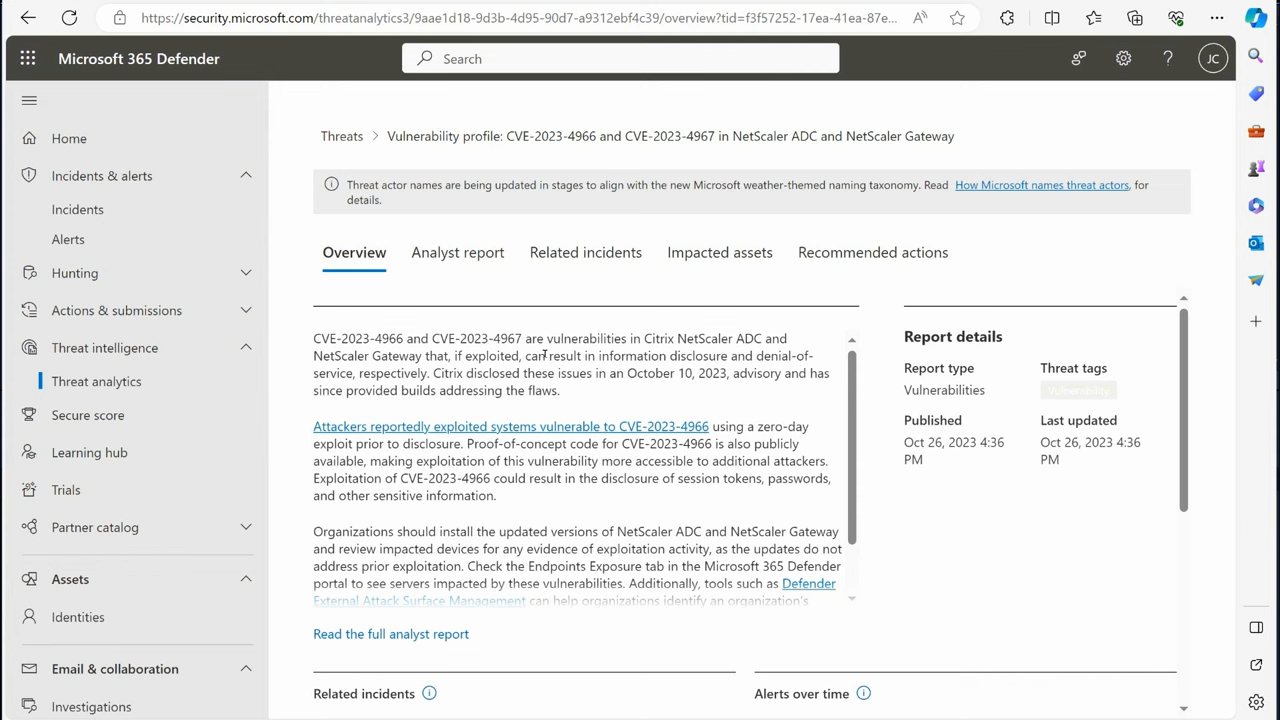 https://security.microsoft.com/threatanalytics3/9aae1d18-9d3b-4d95-90d7-a9312ebf4c39/overview?tid=f3f57252-17ea-41ea-87e...
Microsoft 365 Defender
Search
JC
Home
Incidents & alerts
Incidents
Alerts
Hunting
Actions & submissions
Threat intelligence
Threat analytics
Secure score
Learning hub
Trials
Partner catalog
Assets
Identities
Email & collaboration
Investigations
Threats > Vulnerability profile: CVE-2023-4966 and CVE-2023-4967 in NetScaler ADC and NetScaler Gateway
Threat actor names are being updated in stages to align with the new Microsoft weather-themed naming taxonomy. Read How Microsoft names threat actors, for
details.
Overview Analyst report Related incidents Impacted assets Recommended actions
CVE-2023-4966 and CVE-2023-4967 are vulnerabilities in Citrix NetScaler ADC and
NetScaler Gateway that, if exploited, can result in information disclosure and denial-of-
service, respectively. Citrix disclosed these issues in an October 10, 2023, advisory and has
since provided builds addressing the flaws.
Attackers reportedly exploited systems vulnerable to CVE-2023-4966 using a zero-day
exploit prior to disclosure. Proof-of-concept code for CVE-2023-4966 is also publicly
available, making exploitation of this vulnerability more accessible to additional attackers.
Exploitation of CVE-2023-4966 could result in the disclosure of session tokens, passwords,
and other sensitive information.
Organizations should install the updated versions of NetScaler ADC and NetScaler Gateway
and review impacted devices for any evidence of exploitation activity, as the updates do not
address prior exploitation. Check the Endpoints Exposure tab in the Microsoft 365 Defender
portal to see servers impacted by these vulnerabilities. Additionally, tools such as Defender
External Attack Surface Management can help organizations identify an organization's
Read the full analyst report
Related incidents
Alerts over time
Report details
Report type
Vulnerabilities
Threat tags
Vulnerability
Published
Oct 26, 2023 4:36
PM
Last updated
Oct 26, 2023 4:36
PM